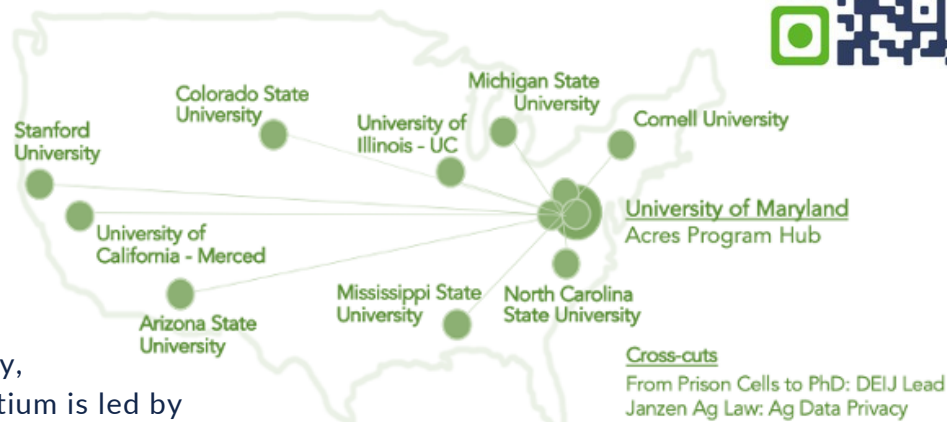 Michigan State
University
Colorado State
University
Cornell University
University of
Illinois - UC
Stanford
University
University of Maryland
Acres Program Hub
University of
California - Merced
Mississippi State
University
North Carolina
State University
Arizona State
University
Cross-cuts
From Prison Cells to PhD: DEIJ Lead
Janzen Ag Law: Ag Data Privacy
y,
tium is led by